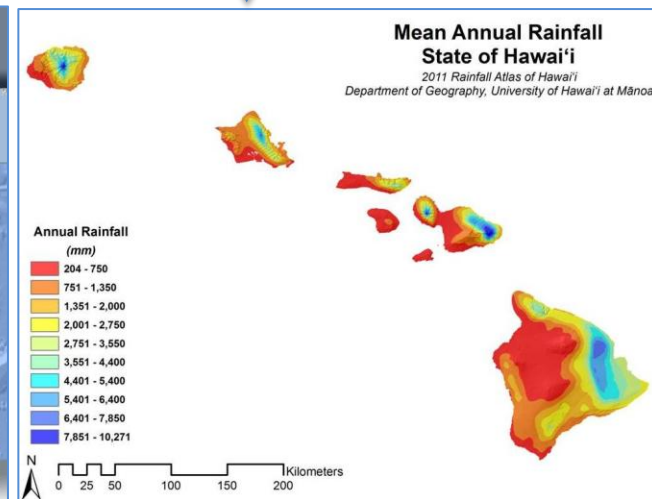 Mean Annual Rainfall
State of Hawai‘i
2011 Rainfall Atlas of Hawai‘i
Department of Geography, University of Hawai‘i at Mānoa
Annual Rainfall
(mm)
204 - 750
751 - 1,350
1,351 - 2,000
2,001 - 2,750
2,751 - 3,550
3,551 - 4,400
4,401 - 5,400
5,401 - 6,400
6,401 - 7,850
7,851 - 10,271
N
Kilometers
0 25 50 100 150 200